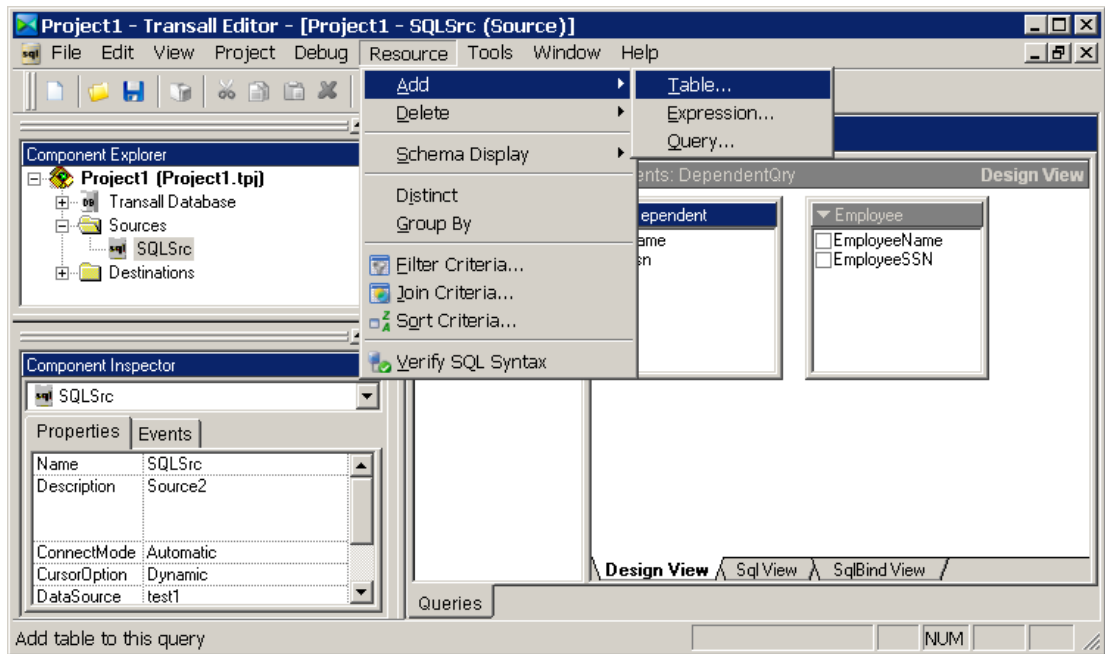 Project1 - Transall Editor - [Project1 - SQLSrc (Source)]
sql File Edit View Project Debug Resource Tools Window Help
Add
Delete
Schema Display
Distinct
Group By
Filter Criteria...
Join Criteria...
Sort Criteria...
Verify SQL Syntax
Table...
Expression...
Query...
Component Explorer
Project1 (Project1.tpj)
DB Transall Database
Sources
sql SQLSrc
Destinations
ents: DependentQry Design View
ependent
ame
sn
Employee
EmployeeName
EmployeeSSN
Component Inspector
sql SQLSrc
Properties Events
Name SQLSrc
Description Source2
ConnectMode Automatic
CursorOption Dynamic
DataSource test1
Design View Sql View SqlBind View
Queries
Add table to this query NUM